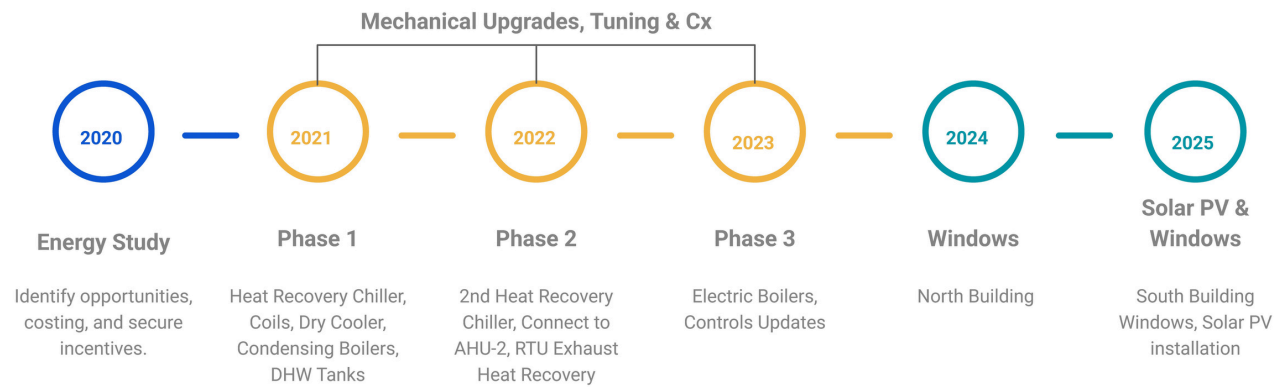 Mechanical Upgrades, Tuning & Cx
2020
2021
2022
2023
2024
2025
Energy Study
Identify opportunities,
costing, and secure
incentives.
Phase 1
Heat Recovery Chiller,
Coils, Dry Cooler,
Condensing Boilers,
DHW Tanks
Phase 2
2nd Heat Recovery
Chiller, Connect to
AHU-2, RTU Exhaust
Heat Recovery
Phase 3
Electric Boilers,
Controls Updates
Windows
North Building
Solar PV &
Windows
South Building
Windows, Solar PV
installation